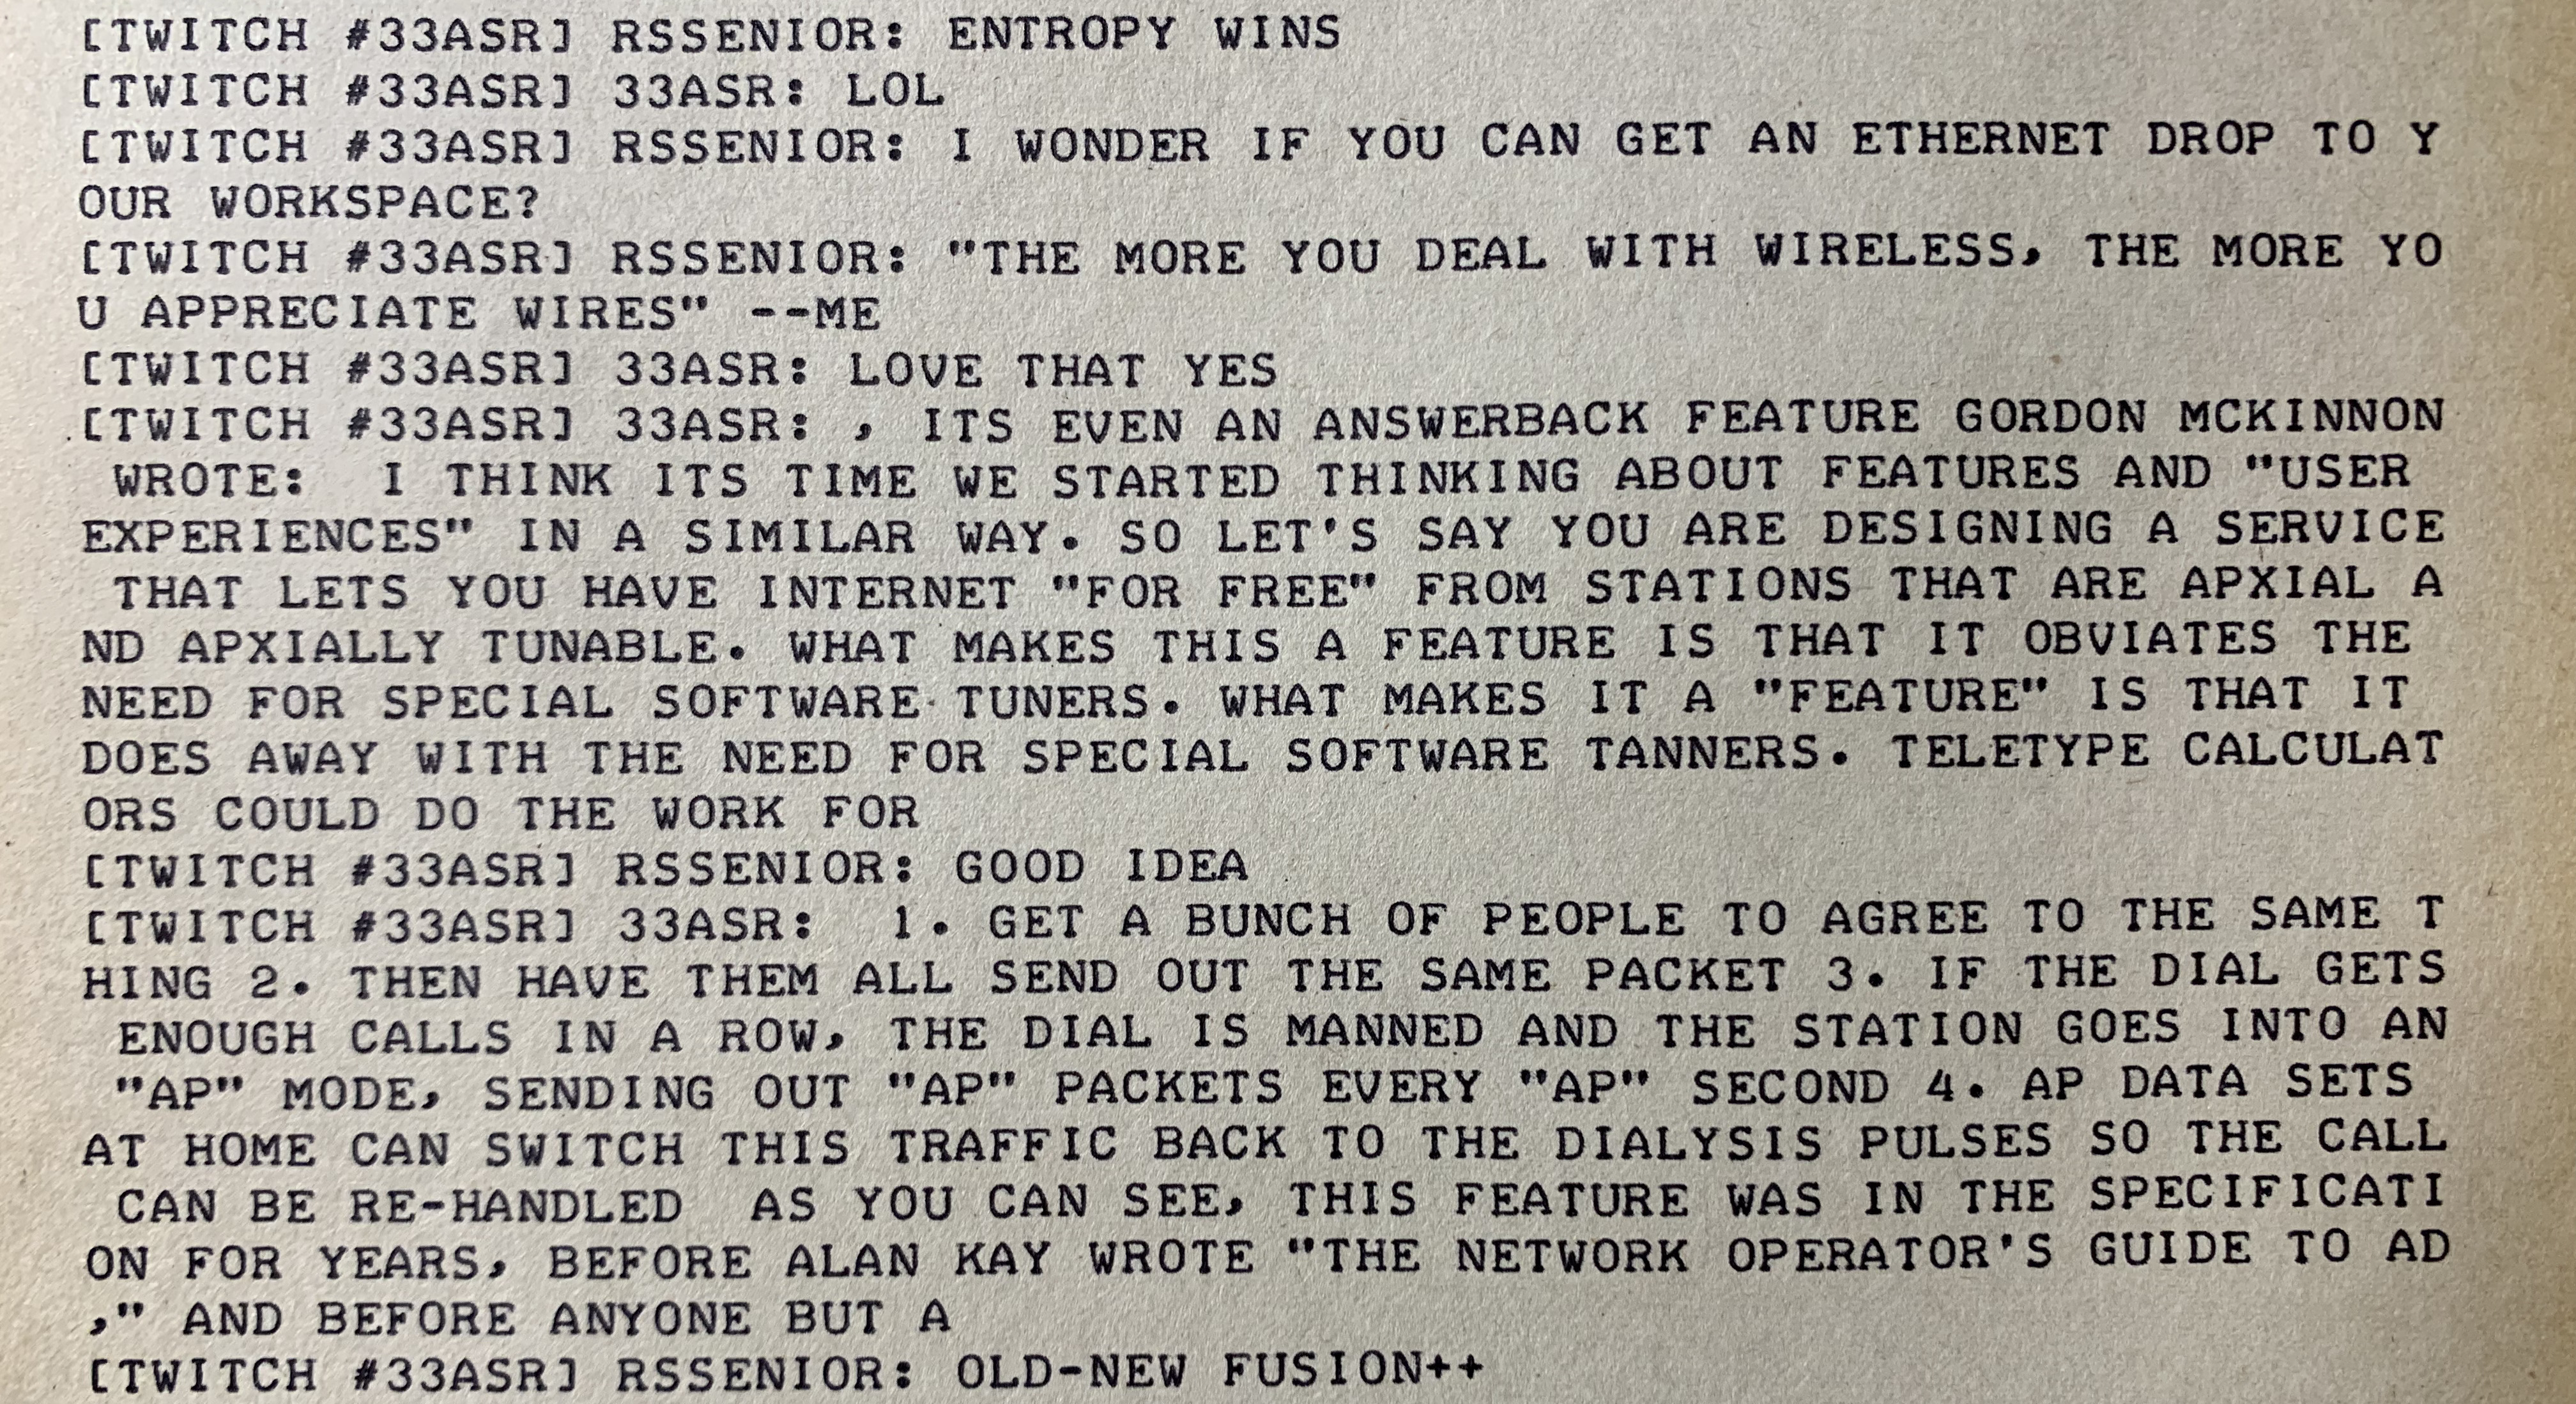 [TWITCH #33ASR] RSSENIOR: ENTROPY WINS
[TWITCH #33ASR] 33ASR: LOL
[TWITCH #33ASR] RSSENIOR: I WONDER IF YOU CAN GET AN ETHERNET DROP TO Y
OUR WORKSPACE?
[TWITCH #33ASR] RSSENIOR: "THE MORE YOU DEAL WITH WIRELESS, THE MORE YO
U APPRECIATE WIRES" --ME
[TWITCH #33ASR] 33ASR: LOVE THAT YES
[TWITCH #33ASR] 33ASR: , ITS EVEN AN ANSWERBACK FEATURE GORDON MCKINNON
 WROTE:  I THINK ITS TIME WE STARTED THINKING ABOUT FEATURES AND "USER
EXPERIENCES" IN A SIMILAR WAY. SO LET'S SAY YOU ARE DESIGNING A SERVICE
 THAT LETS YOU HAVE INTERNET "FOR FREE" FROM STATIONS THAT ARE APXIAL A
ND APXIALLY TUNABLE. WHAT MAKES THIS A FEATURE IS THAT IT OBVIATES THE
NEED FOR SPECIAL SOFTWARE TUNERS. WHAT MAKES IT A "FEATURE" IS THAT IT
DOES AWAY WITH THE NEED FOR SPECIAL SOFTWARE TANNERS. TELETYPE CALCULAT
ORS COULD DO THE WORK FOR
[TWITCH #33ASR] RSSENIOR: GOOD IDEA
[TWITCH #33ASR] 33ASR:  1. GET A BUNCH OF PEOPLE TO AGREE TO THE SAME T
HING 2. THEN HAVE THEM ALL SEND OUT THE SAME PACKET 3. IF THE DIAL GETS
 ENOUGH CALLS IN A ROW, THE DIAL IS MANNED AND THE STATION GOES INTO AN
 "AP" MODE, SENDING OUT "AP" PACKETS EVERY "AP" SECOND 4. AP DATA SETS
AT HOME CAN SWITCH THIS TRAFFIC BACK TO THE DIALYSIS PULSES SO THE CALL
 CAN BE RE-HANDLED  AS YOU CAN SEE, THIS FEATURE WAS IN THE SPECIFICATI
ON FOR YEARS, BEFORE ALAN KAY WROTE "THE NETWORK OPERATOR'S GUIDE TO AD
," AND BEFORE ANYONE BUT A
[TWITCH #33ASR] RSSENIOR: OLD-NEW FUSION++